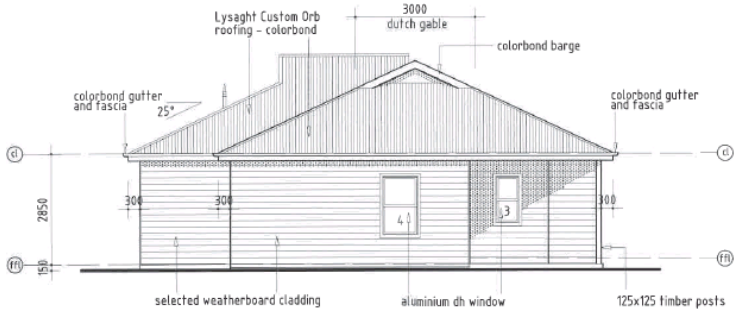 Lysaght Custom Orb
roofing - colorbond
3000
dutch gable
colorbond barge
colorbond gutter
and fascia
25°
colorbond gutter
and fascia
cl
cl
2850
300
300
300
4
3
ffl
ffl
150
selected weatherboard cladding
aluminium dh window
125x125 timber posts